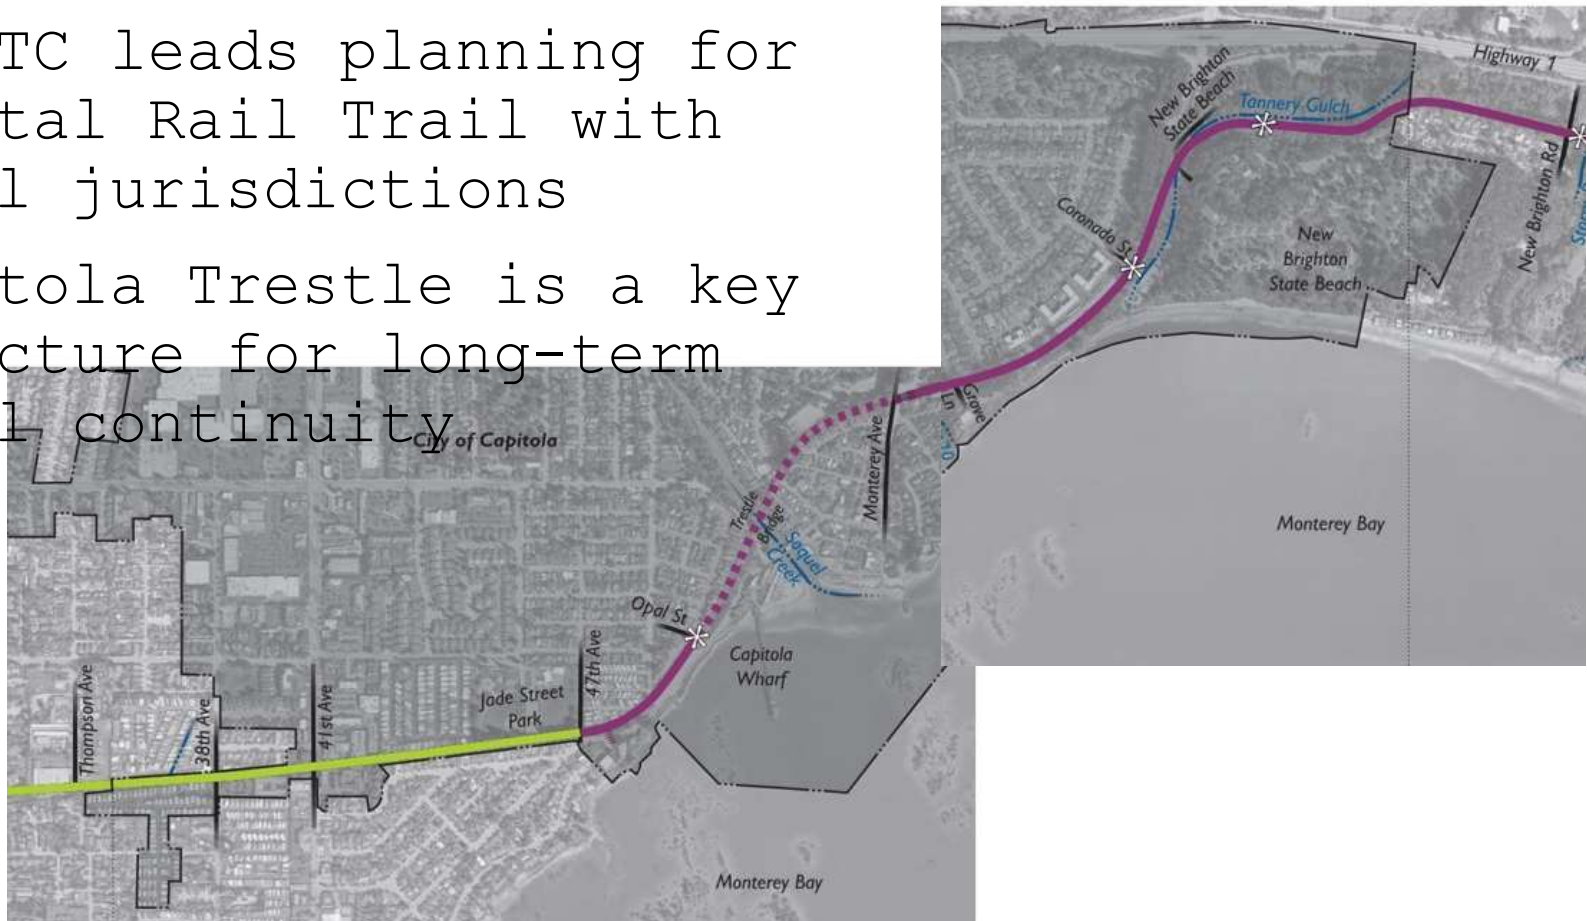 TC leads planning for
tal Rail Trail with
l jurisdictions
tola Trestle is a key
cture for long-term
l continuity
Highway 1
New Brighton
State Beach
Tannery Gulch
New Brighton Rd
Coronado St
New
Brighton
State Beach
Grove
Ln
Monterey Ave
City of Capitola
Trestle
Bridge
Soquel
Creek
Monterey Bay
Opal St
Capitola
Wharf
47th Ave
Jade Street
Park
41st Ave
38th Ave
Thompson Ave
Monterey Bay